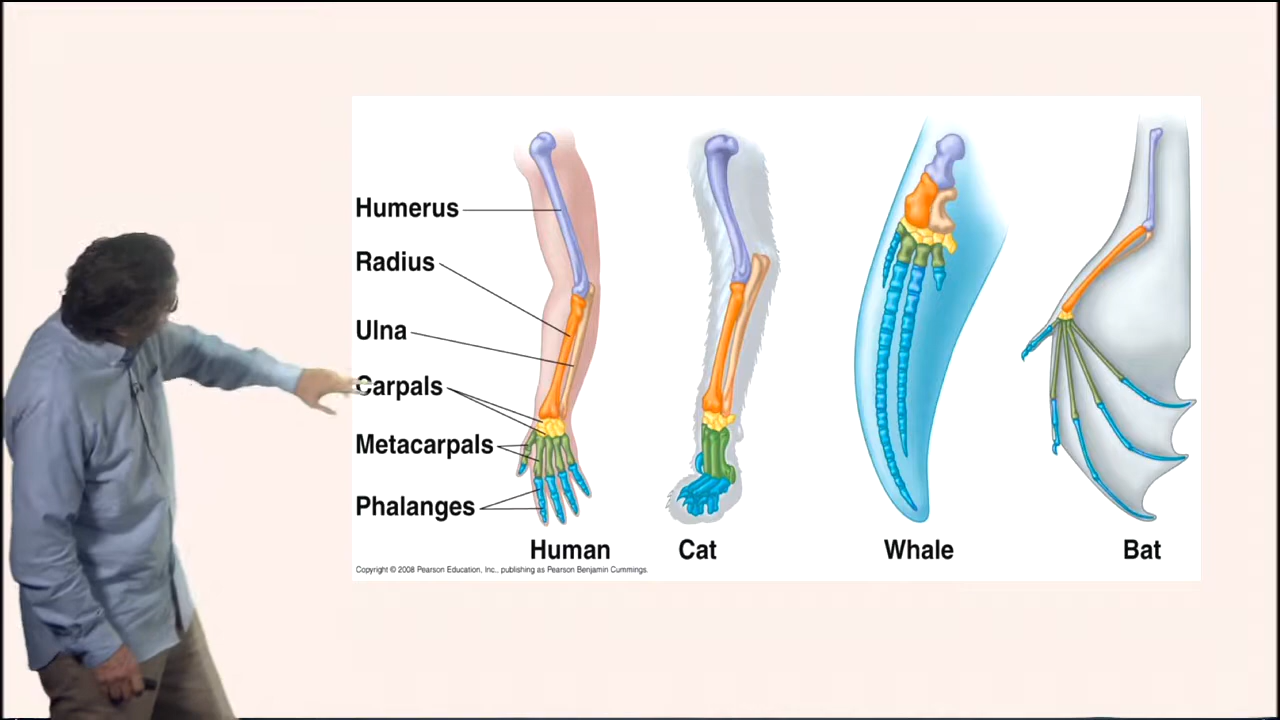 Humerus
Radius
Ulna
Carpals
Metacarpals
Phalanges
Human
Cat
Whale
Bat
Copyright © 2008 Pearson Education, Inc., publishing as Pearson Benjamin Cummings.